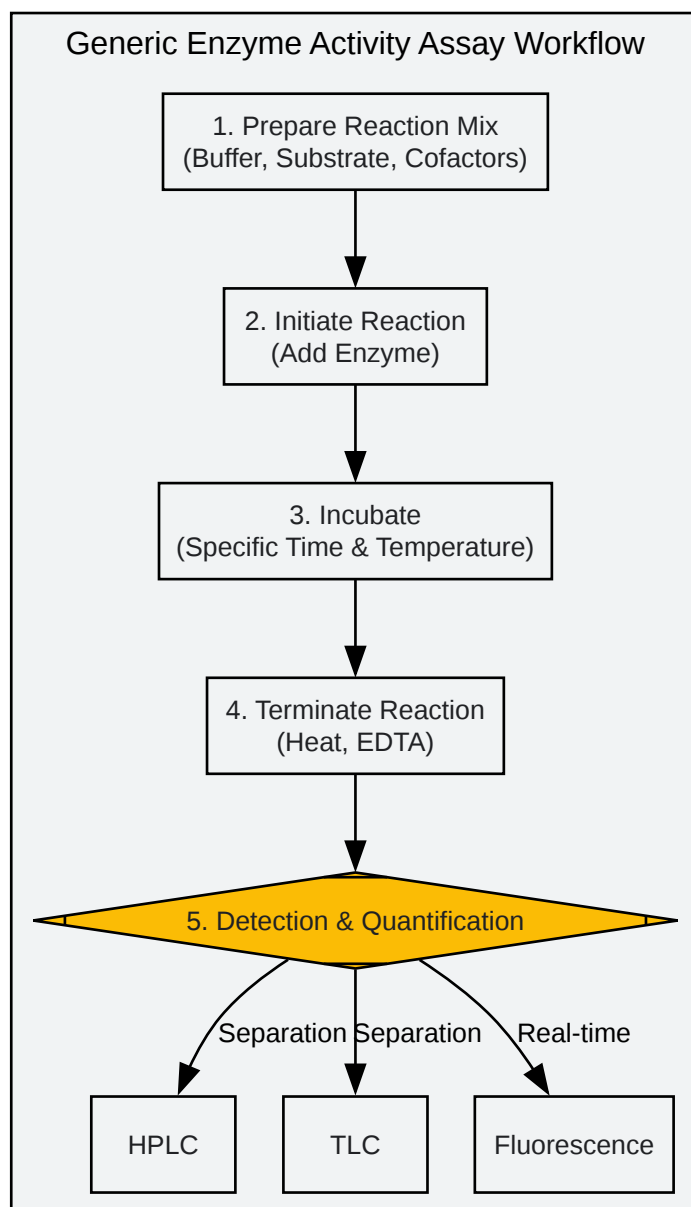 Generic Enzyme Activity Assay Workflow
1. Prepare Reaction Mix
(Buffer, Substrate, Cofactors)
2. Initiate Reaction
(Add Enzyme)
3. Incubate
(Specific Time & Temperature)
4. Terminate Reaction
(Heat, EDTA)
5. Detection & Quantification
Separation
Separation
Real-time
HPLC
TLC
Fluorescence